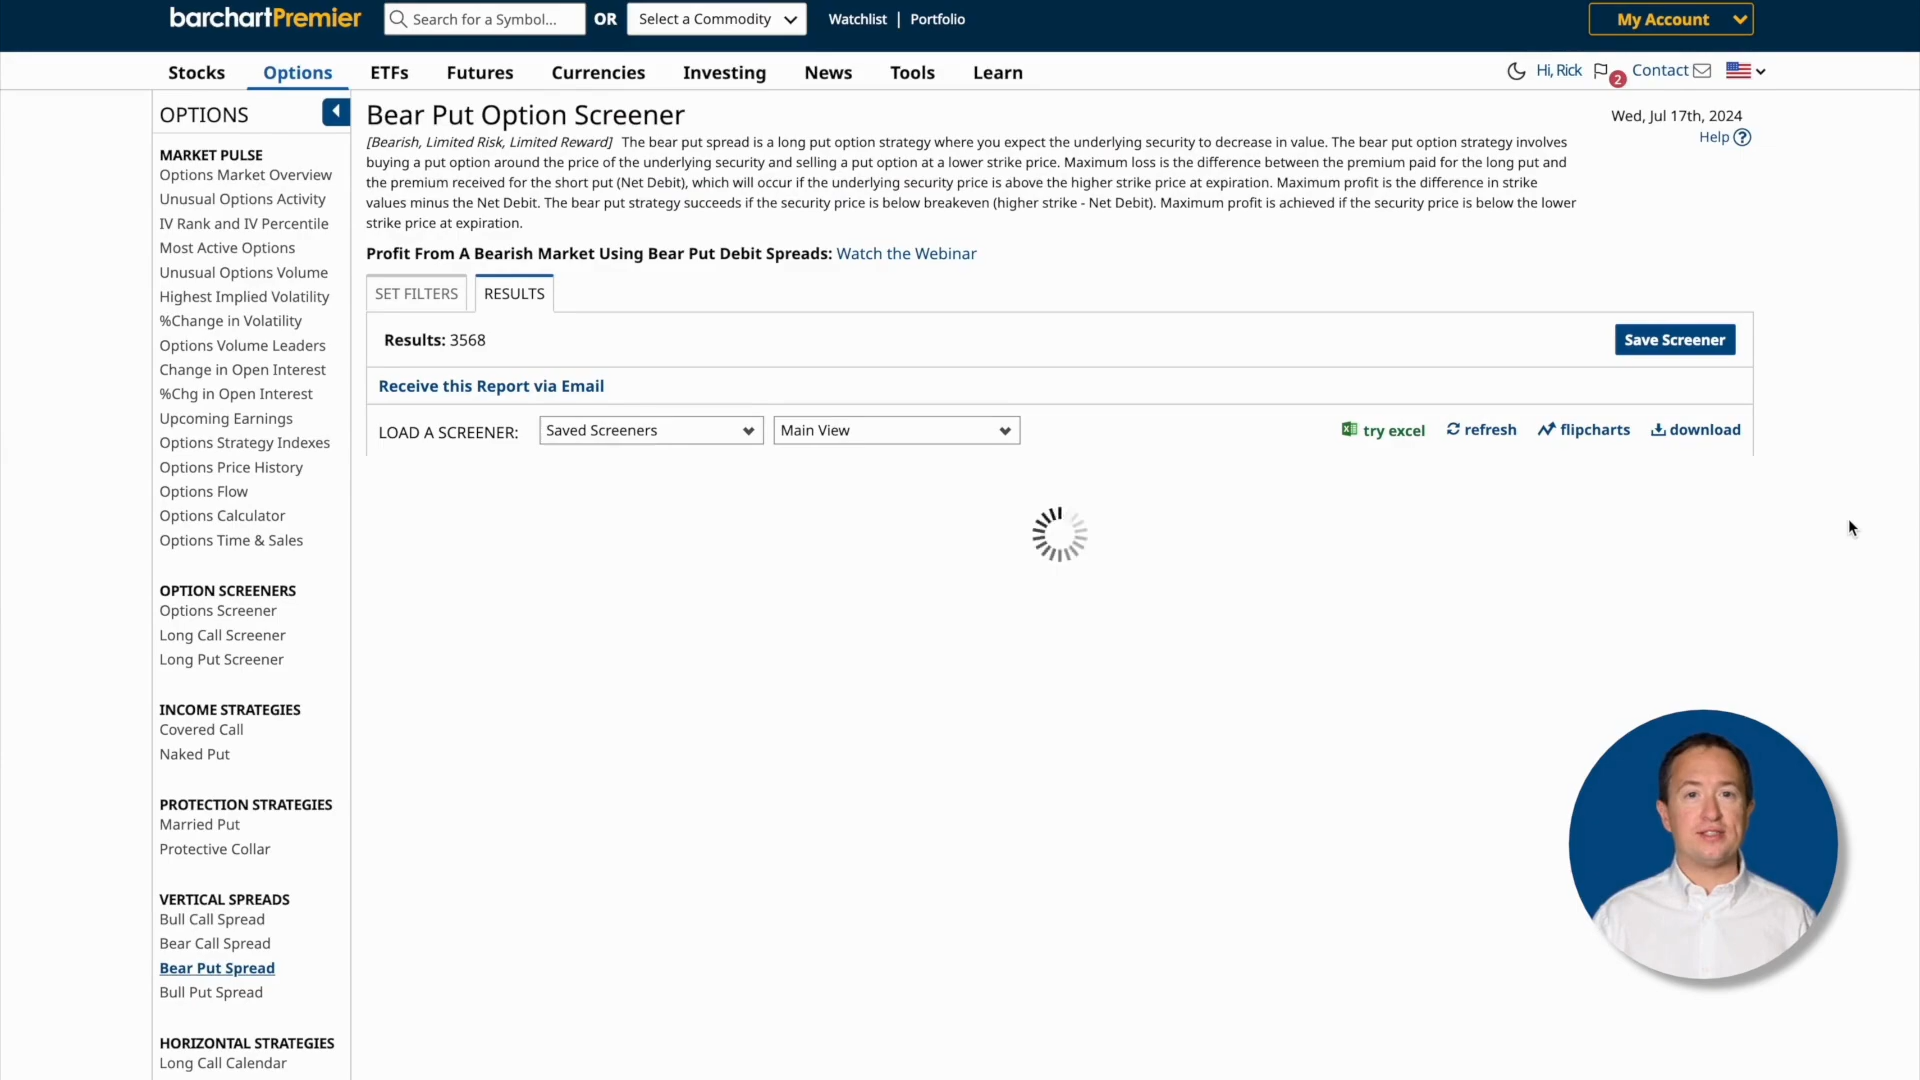 barchartPremier
Search for a Symbol... OR Select a Commodity Watchlist | Portfolio
My Account
Stocks Options ETFs Futures Currencies Investing News Tools Learn
Hi, Rick 2 Contact
OPTIONS
MARKET PULSE
Options Market Overview
Unusual Options Activity
IV Rank and IV Percentile
Most Active Options
Unusual Options Volume
Highest Implied Volatility
%Change in Volatility
Options Volume Leaders
Change in Open Interest
%Chg in Open Interest
Upcoming Earnings
Options Strategy Indexes
Options Price History
Options Flow
Options Calculator
Options Time & Sales
OPTION SCREENERS
Options Screener
Long Call Screener
Long Put Screener
INCOME STRATEGIES
Covered Call
Naked Put
PROTECTION STRATEGIES
Married Put
Protective Collar
VERTICAL SPREADS
Bull Call Spread
Bear Call Spread
Bear Put Spread
Bull Put Spread
HORIZONTAL STRATEGIES
Long Call Calendar
Bear Put Option Screener
Wed, Jul 17th, 2024
Help ?
[Bearish, Limited Risk, Limited Reward] The bear put spread is a long put option strategy where you expect the underlying security to decrease in value. The bear put option strategy involves
buying a put option around the price of the underlying security and selling a put option at a lower strike price. Maximum loss is the difference between the premium paid for the long put and
the premium received for the short put (Net Debit), which will occur if the underlying security price is above the higher strike price at expiration. Maximum profit is the difference in strike
values minus the Net Debit. The bear put strategy succeeds if the security price is below breakeven (higher strike - Net Debit). Maximum profit is achieved if the security price is below the lower
strike price at expiration.
Profit From A Bearish Market Using Bear Put Debit Spreads: Watch the Webinar
SET FILTERS RESULTS
Results: 3568
Save Screener
Receive this Report via Email
LOAD A SCREENER: Saved Screeners Main View
try excel refresh flipcharts download